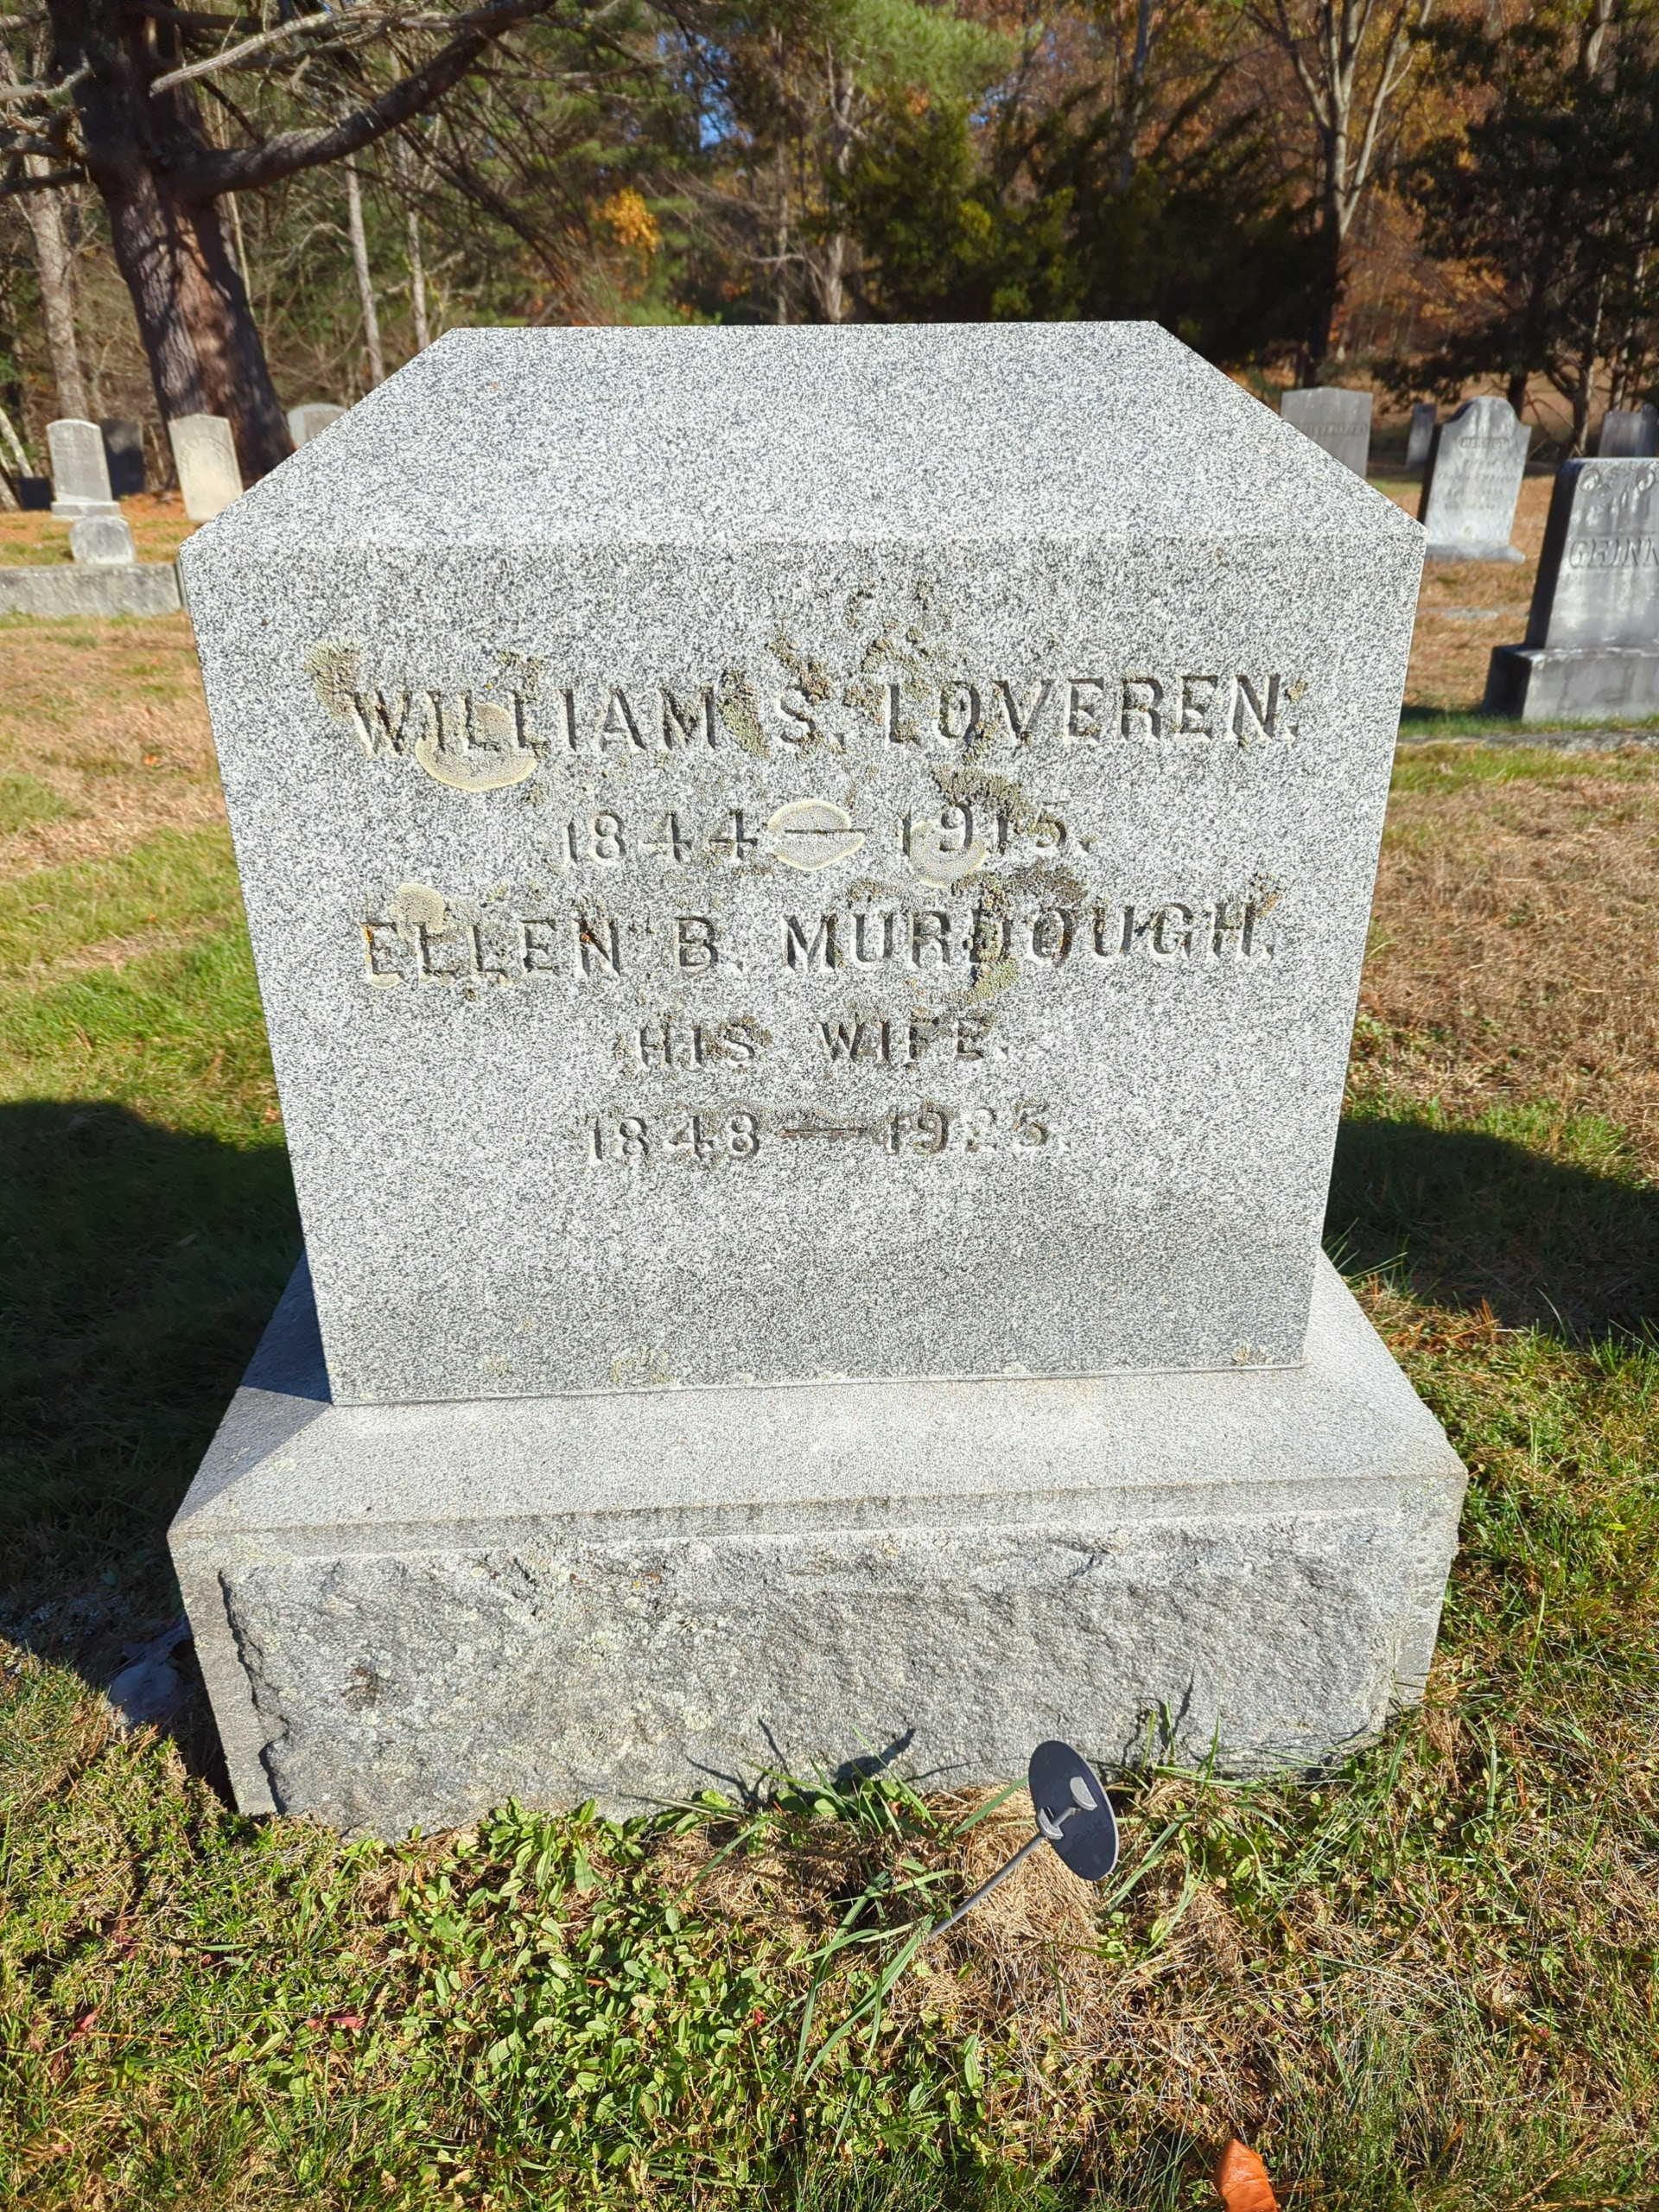 WILLIAM S. LOVEREN.
1844 — 1915.
ELLEN B. MURDOUGH.
HIS WIFE.
1848 — 1925.